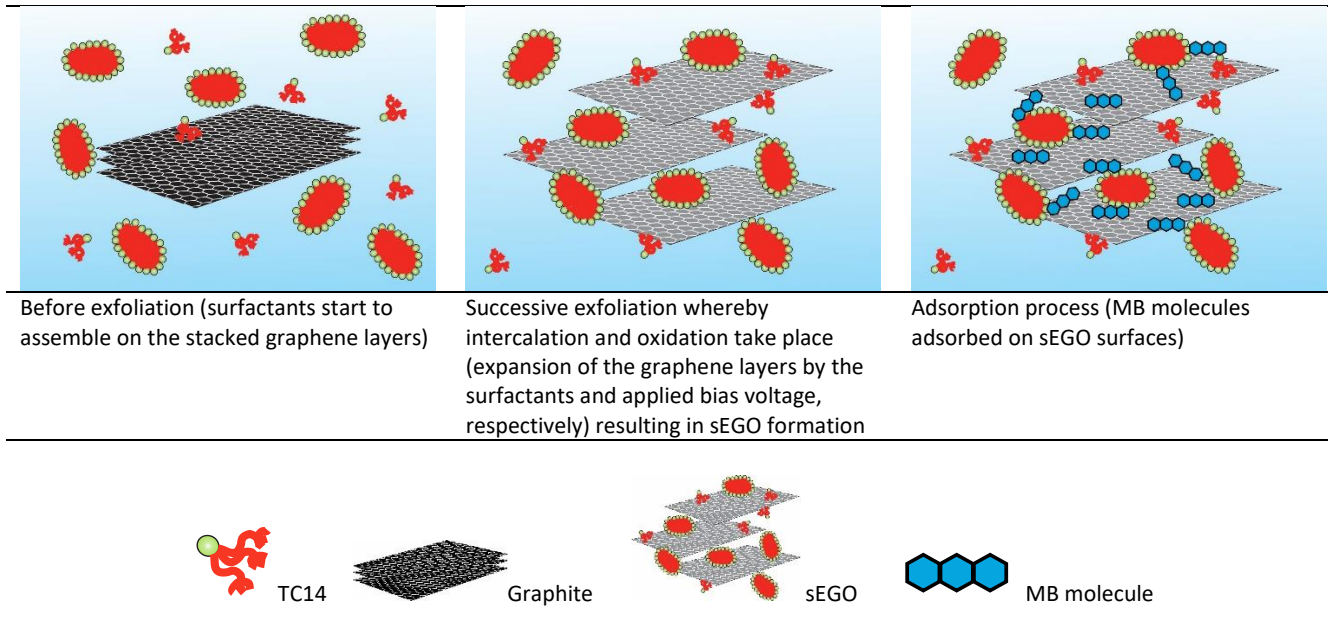 Before exfoliation (surfactants start to
assemble on the stacked graphene layers)
Successive exfoliation whereby
intercalation and oxidation take place
(expansion of the graphene layers by the
surfactants and applied bias voltage,
respectively) resulting in sEGO formation
Adsorption process (MB molecules
adsorbed on sEGO surfaces)
TC14
Graphite
sEGO
MB molecule